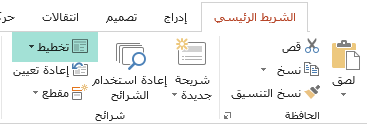 الشريط الرئيسي إدراج تصميم انتقالات
لصق
قص
نسخ
نسخ التنسيق
الحافظة
شريحة
جديدة
إعادة استخدام
الشرائح
تخطيط
إعادة تعيين
مقطع
شرائح